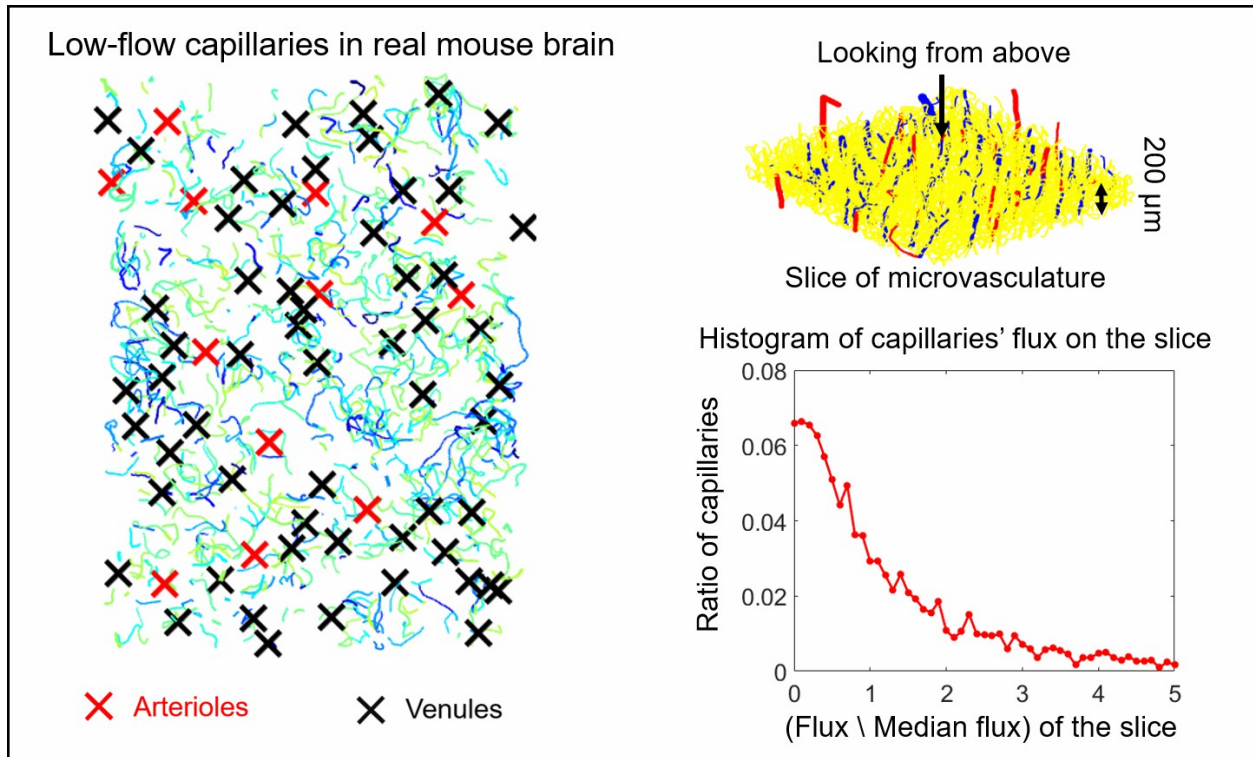 Low-flow capillaries in real mouse brain
Arterioles
Venules
Looking from above
200 μm
Slice of microvasculature
Histogram of capillaries' flux on the slice
Ratio of capillaries
0.08
0.06
0.04
0.02
0
0 1 2 3 4 5
(Flux \ Median flux) of the slice